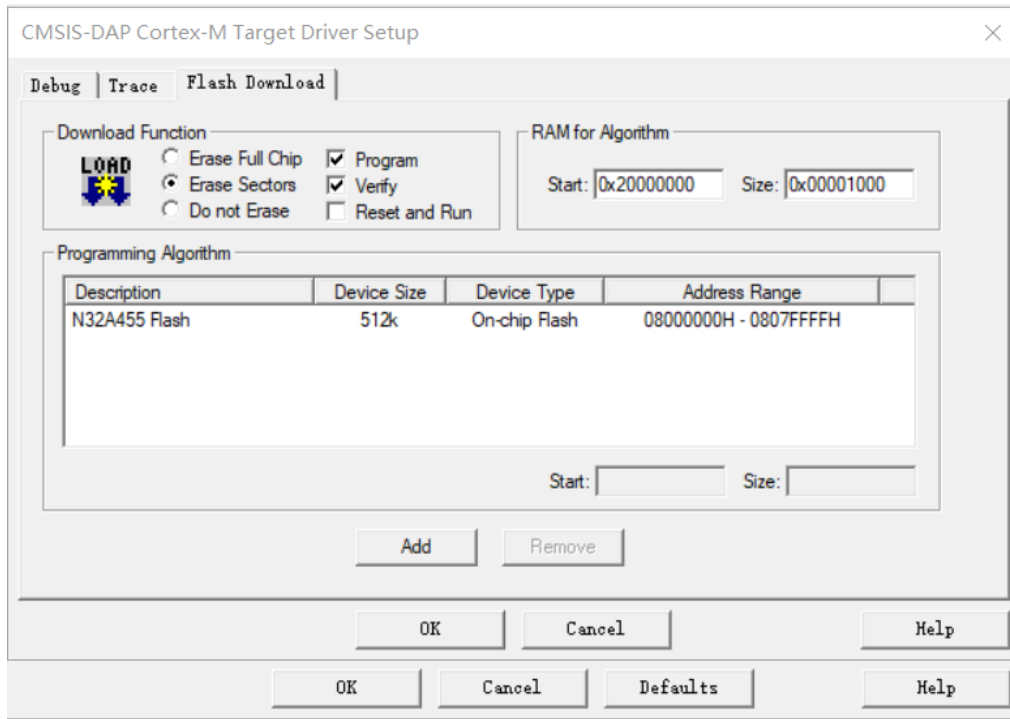 CMSIS-DAP Cortex-M Target Driver Setup
Debug Trace Flash Download
Download Function
LOAD
Erase Full Chip
Erase Sectors
Do not Erase
Program
Verify
Reset and Run
RAM for Algorithm
Start: 0x20000000 Size: 0x00001000
Programming Algorithm
Description Device Size Device Type Address Range
N32A455 Flash 512k On-chip Flash 08000000H - 0807FFFFH
Start: Size:
Add Remove
OK Cancel Help
OK Cancel Defaults Help